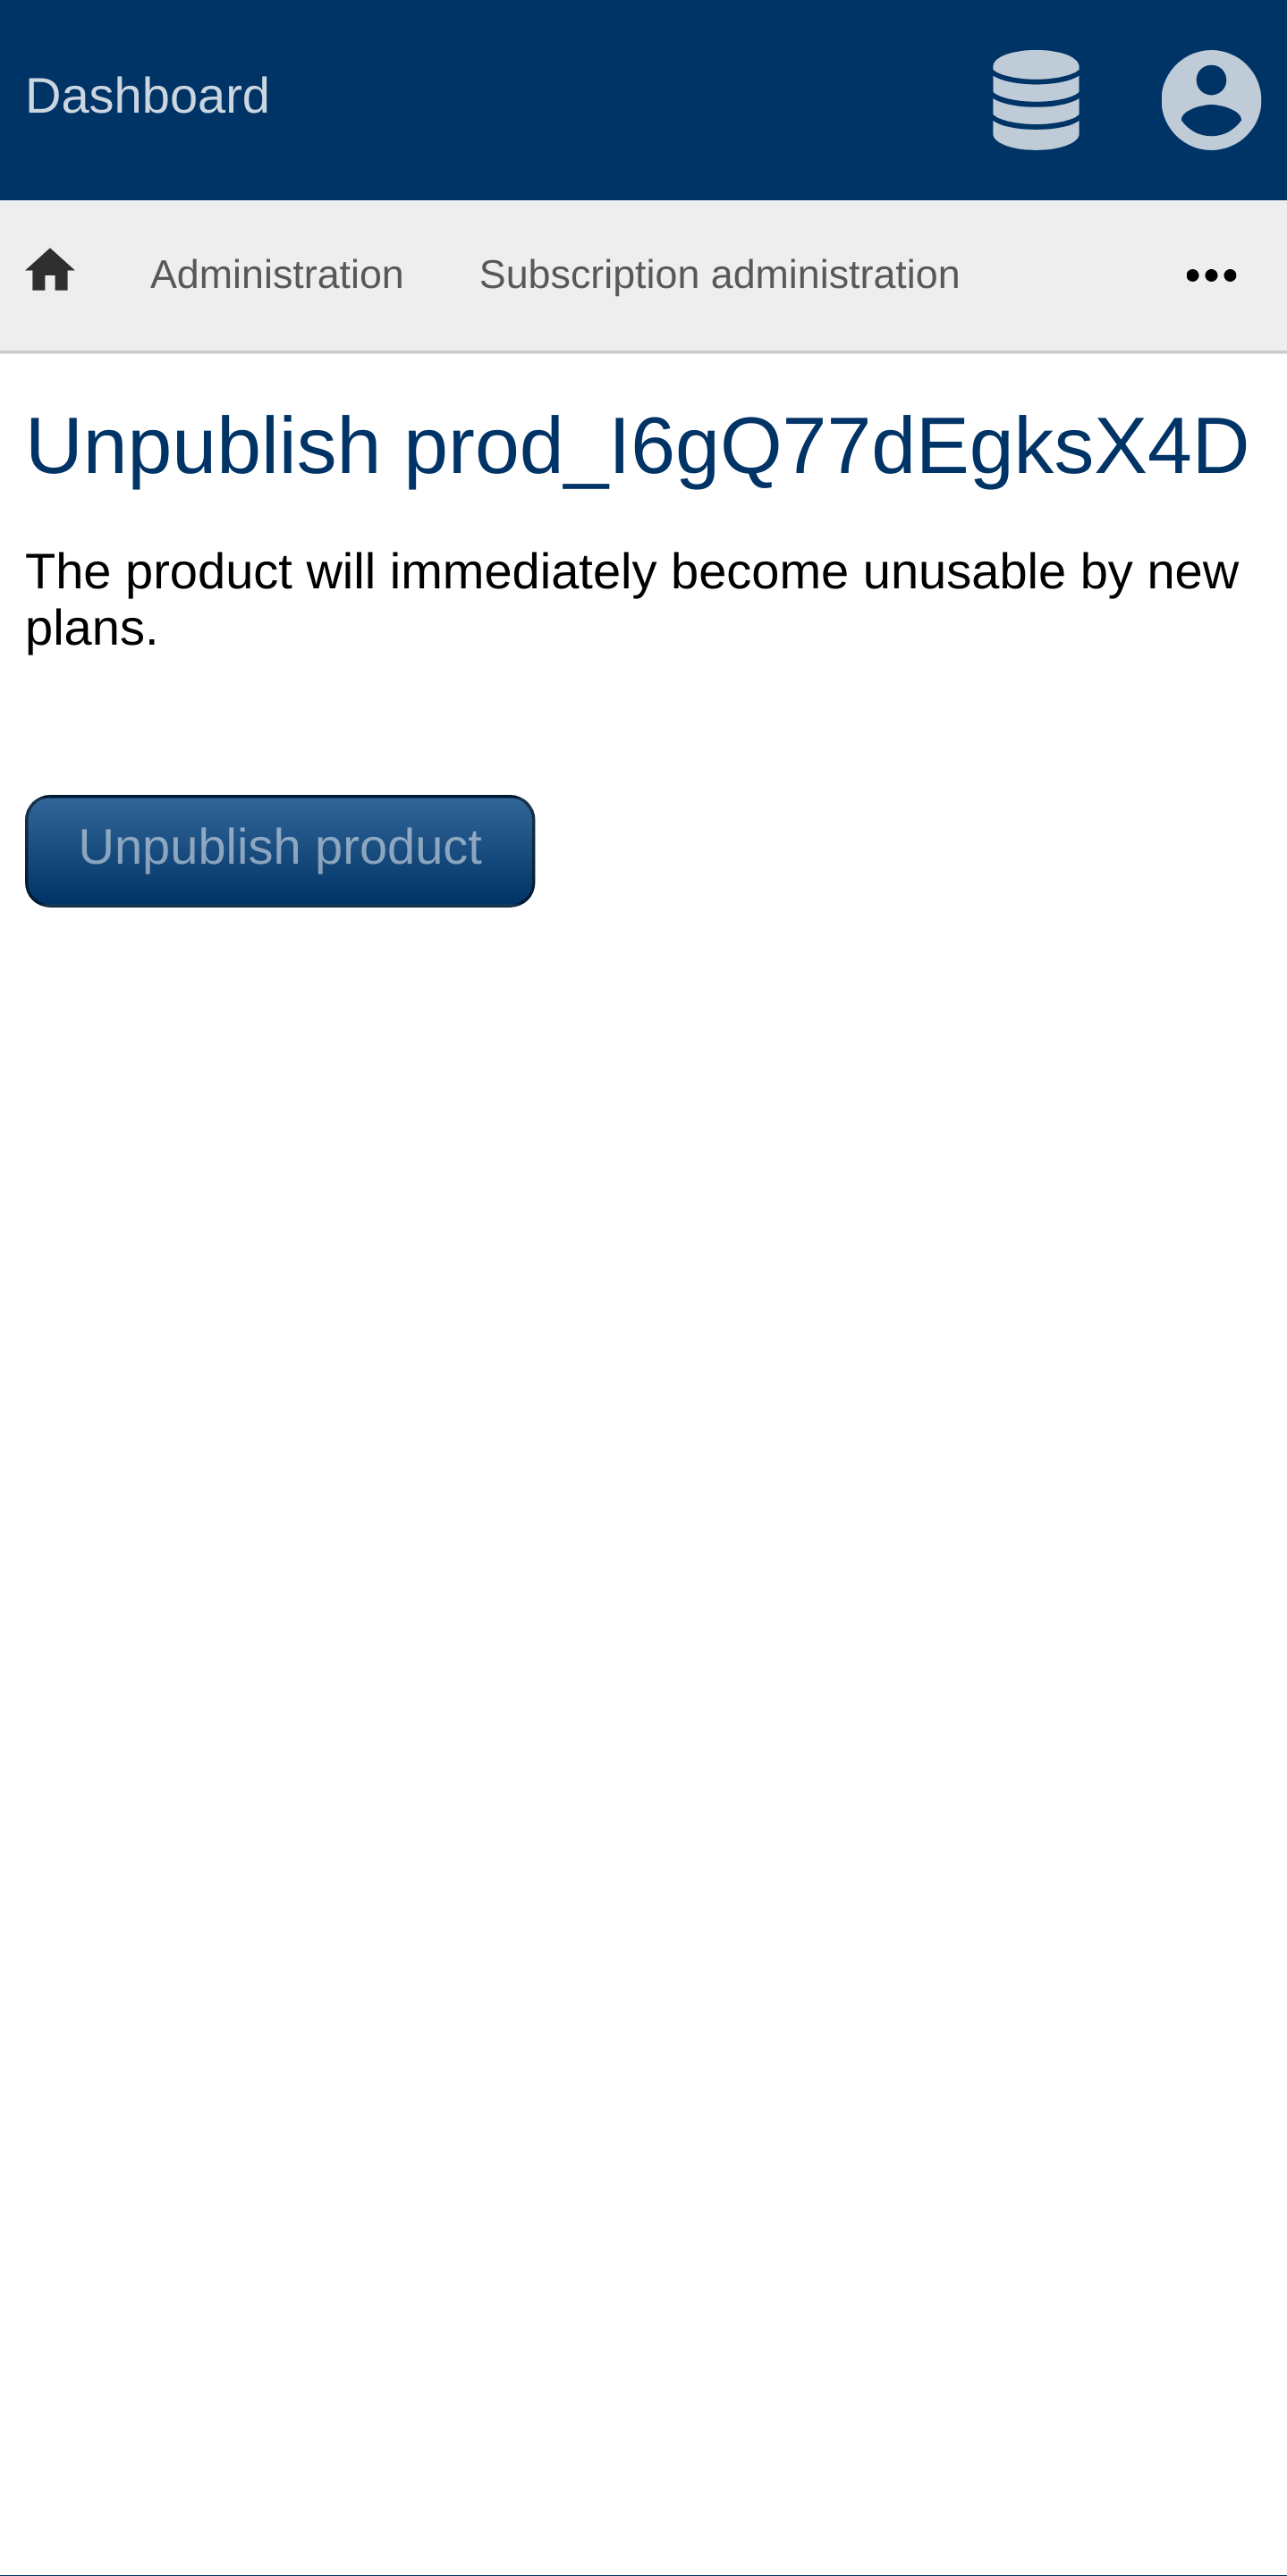 Dashboard
Administration Subscription administration
Unpublish prod_I6gQ77dEgksX4D
The product will immediately become unusable by new
plans.
Unpublish product